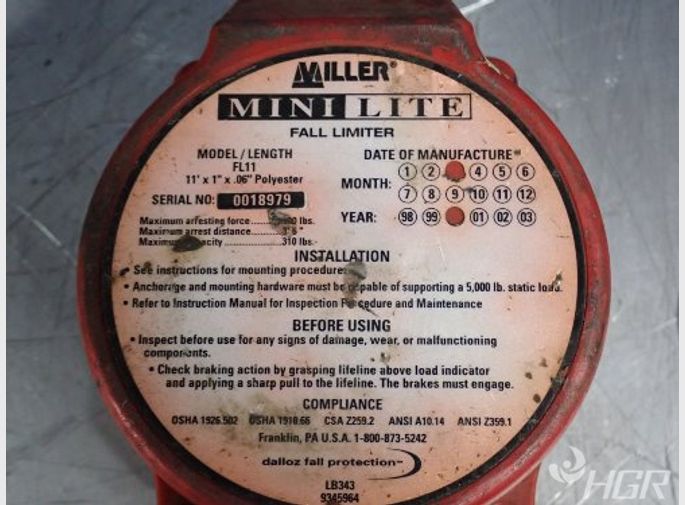 MILLER®
MINI LITE
FALL LIMITER
MODEL / LENGTH
FL11
11' x 1" x .06" Polyester
SERIAL NO: 0018979
DATE OF MANUFACTURE
MONTH: 1 2 4 5 6
7 8 9 10 11 12
YEAR: 98 99 01 02 03
Maximum arresting force lbs.
Maximum arrest distance
Maximum capacity 310 lbs.
INSTALLATION
• See instructions for mounting procedures
• Anchorage and mounting hardware must be capable of supporting a 5,000 lb. static load.
• Refer to Instruction Manual for Inspection Procedure and Maintenance
BEFORE USING
• Inspect before use for any signs of damage, wear, or malfunctioning
components.
• Check braking action by grasping lifeline above load indicator
and applying a sharp pull to the lifeline. The brakes must engage.
COMPLIANCE
OSHA 1926.502 OSHA 1910.66 CSA Z259.2 ANSI A10.14 ANSI Z359.1
Franklin, PA U.S.A. 1-800-873-5242
dalloz fall protection™
LB343
9345964
HGR